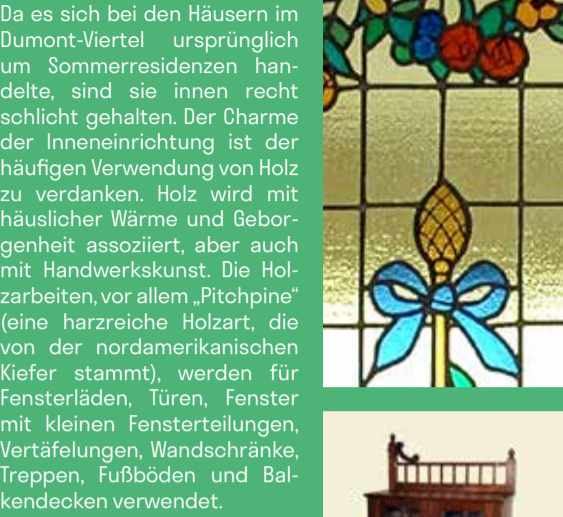 Da es sich bei den Häusern im
Dumont-Viertel ursprünglich
um Sommerresidenzen han-
delte, sind sie innen recht
schlicht gehalten. Der Charme
der Inneneinrichtung ist der
häufigen Verwendung von Holz
zu verdanken. Holz wird mit
häuslicher Wärme und Gebor-
genheit assoziiert, aber auch
mit Handwerkskunst. Die Hol-
zarbeiten, vor allem „Pitchpine“
(eine harzreiche Holzart, die
von der nordamerikanischen
Kiefer stammt), werden für
Fensterläden, Türen, Fenster
mit kleinen Fensterteilungen,
Vertäfelungen, Wandschränke,
Treppen, Fußböden und Bal-
kendecken verwendet.